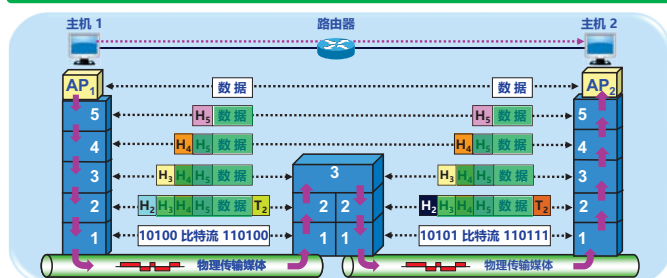 主机 1 路由器 主机 2
AP1 数据 数据 AP2
5 H5 数据 H5 数据 5
4 H4 H5 数据 H4 H5 数据 4
3 H3 H4 H5 数据 3 H3 H4 H5 数据 3
2 H2 H3 H4 H5 数据 T2 2 2 H2 H3 H4 H5 数据 T2 2
1 10100 比特流 110100 1 1 10101 比特流 110111 1
物理传输媒体 物理传输媒体